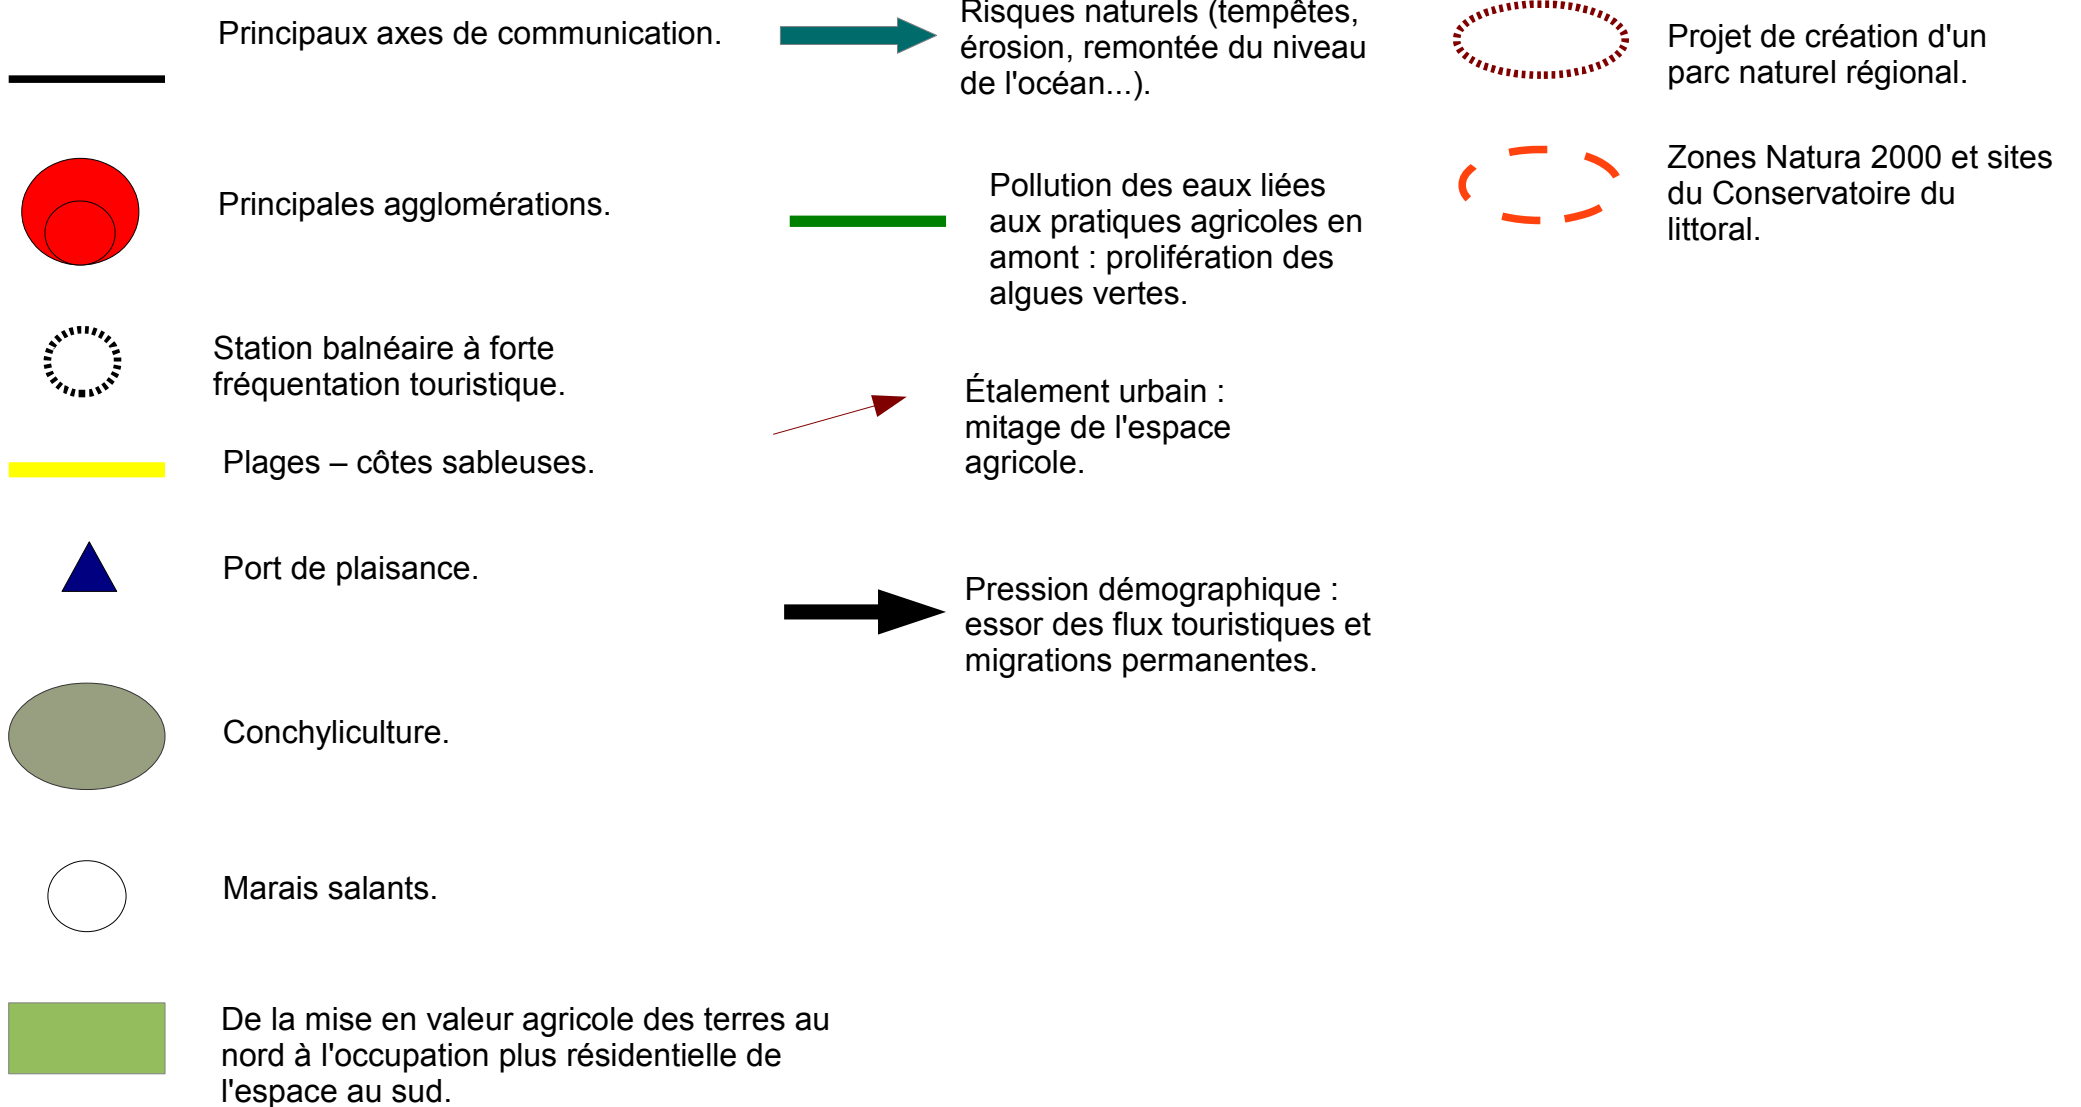 Principaux axes de communication.
Principales agglomérations.
Station balnéaire à forte
fréquentation touristique.
Plages – côtes sableuses.
Port de plaisance.
Conchyliculture.
Marais salants.
De la mise en valeur agricole des terres au
nord à l'occupation plus résidentielle de
l'espace au sud.
Risques naturels (tempêtes,
érosion, remontée du niveau
de l'océan...).
Pollution des eaux liées
aux pratiques agricoles en
amont : prolifération des
algues vertes.
Étalement urbain :
mitage de l'espace
agricole.
Pression démographique :
essor des flux touristiques et
migrations permanentes.
Projet de création d'un
parc naturel régional.
Zones Natura 2000 et sites
du Conservatoire du
littoral.